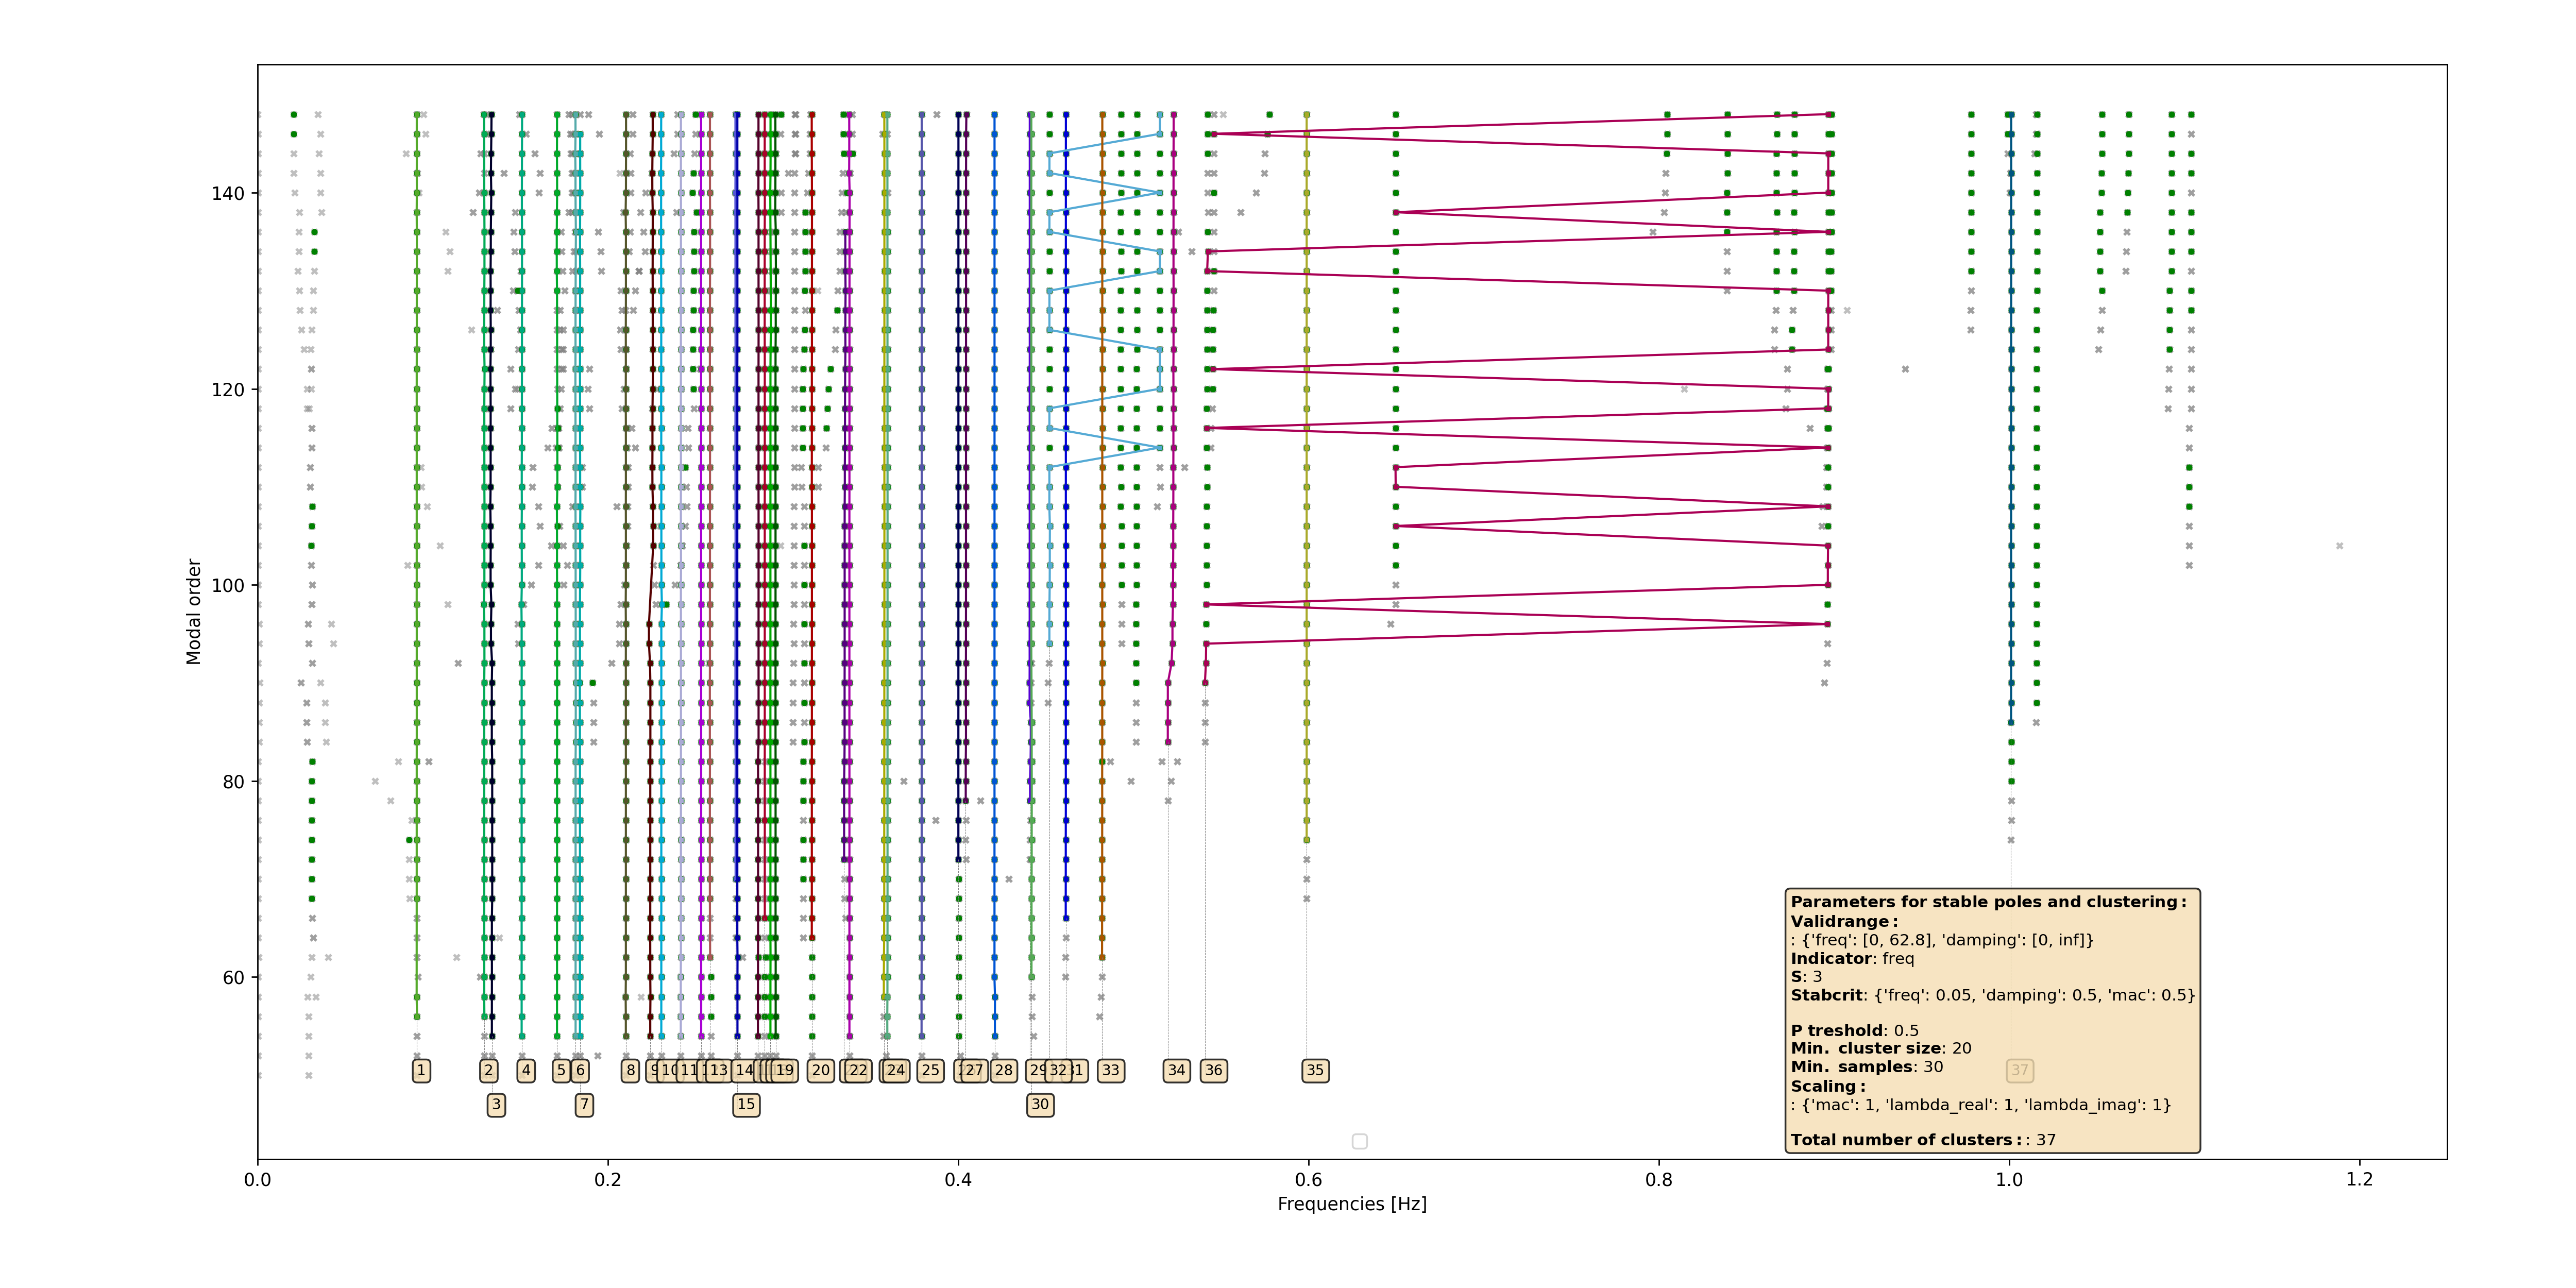 140
120
100
80
60
Modal order
Parameters for stable poles and clustering:
Validrange:
: {'freq': [0, 62.8], 'damping': [0, inf]}
Indicator: freq
S: 3
Stabcrit: {'freq': 0.05, 'damping': 0.5, 'mac': 0.5}
P treshold: 0.5
Min. cluster size: 20
Min. samples: 30
Scaling:
: {'mac': 1, 'lambda_real': 1, 'lambda_imag': 1}
Total number of clusters: : 37
1 2 4 5 6 8 9 10 11 13 14 19 20 22 24 25 27 28 29 32 31 33 34 36 35 37
3 7 15 30
0.0 0.2 0.4 0.6 0.8 1.0 1.2
Frequencies [Hz]